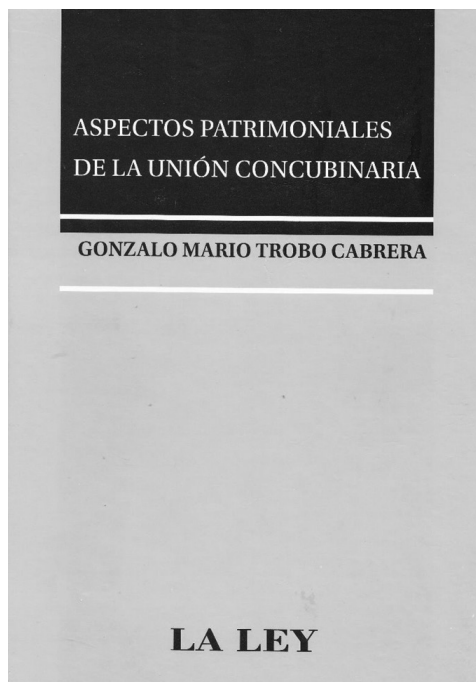 ASPECTOS PATRIMONIALES
DE LA UNIÓN CONCUBINARIA
GONZALO MARIO TROBO CABRERA
LA LEY